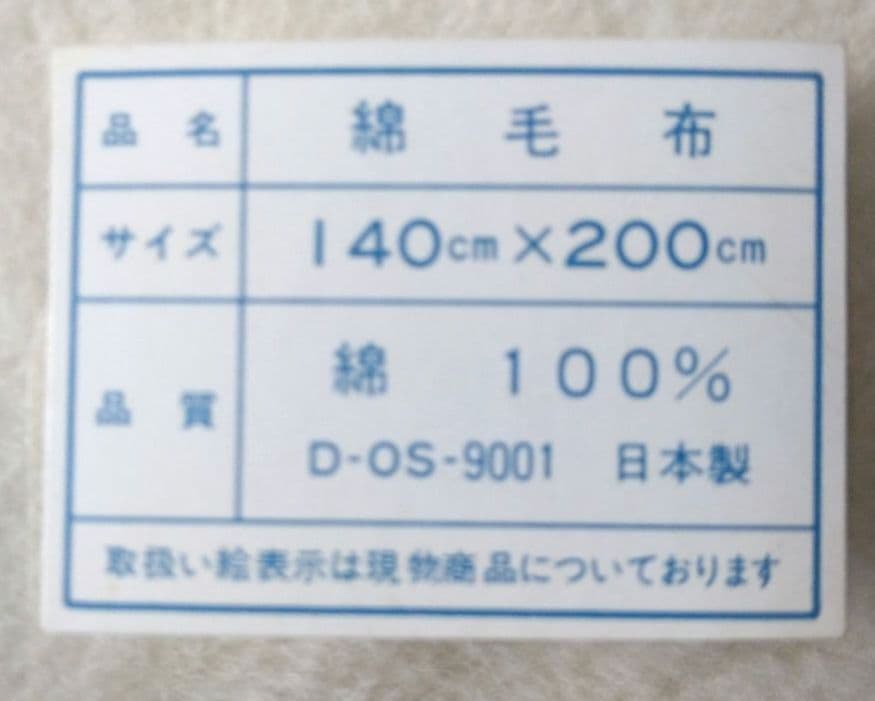 品名 綿毛布
サイズ 140cm×200cm
品質 綿 100%
D-OS-9001 日本製
取扱い絵表示は現物商品についております